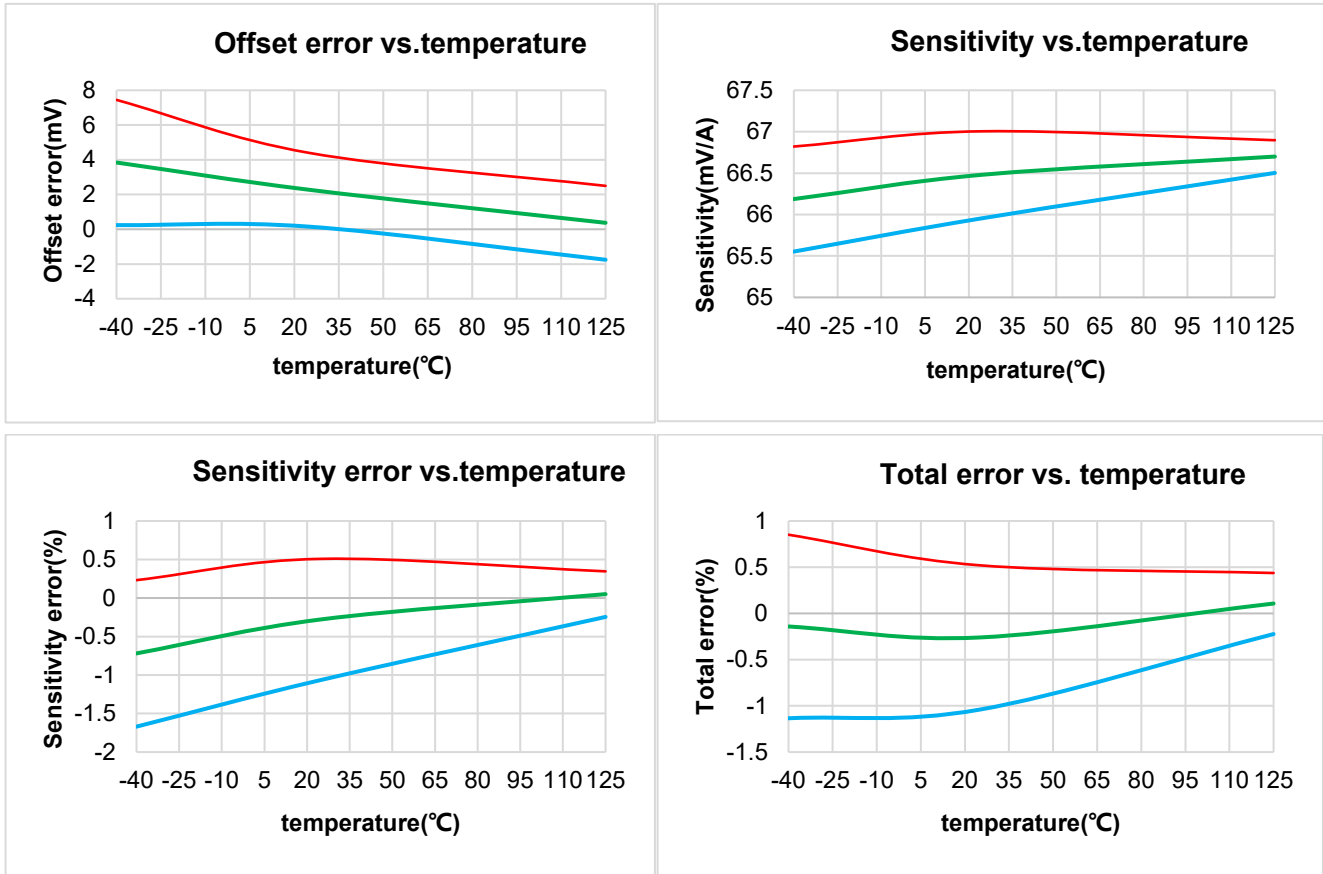 Offset error vs.temperature
Offset error(mV)
8
6
4
2
0
-2
-4
-40 -25 -10 5 20 35 50 65 80 95 110 125
temperature(℃)
Sensitivity vs.temperature
Sensitivity(mV/A)
67.5
67
66.5
66
65.5
65
-40 -25 -10 5 20 35 50 65 80 95 110 125
temperature(℃)
Sensitivity error vs.temperature
Sensitivity error(%)
1
0.5
0
-0.5
-1
-1.5
-2
-40 -25 -10 5 20 35 50 65 80 95 110 125
temperature(℃)
Total error vs. temperature
Total error(%)
1
0.5
0
-0.5
-1
-1.5
-40 -25 -10 5 20 35 50 65 80 95 110 125
temperature(℃)